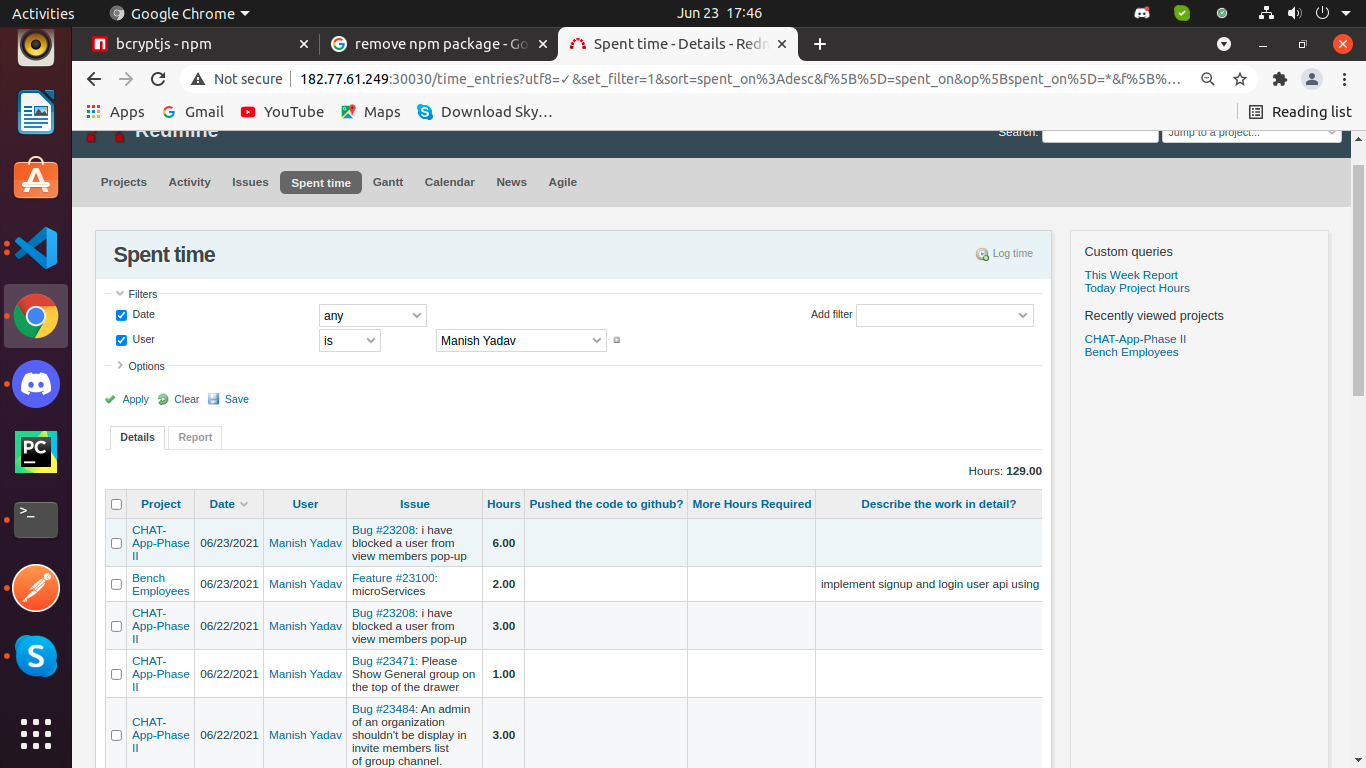 Activities
Google Chrome
Jun 23 17:46
bcryptjs - npm
remove npm package - Go
Spent time - Details - Redm
Not secure
182.77.61.249:30030/time_entries?utf8=✓&set_filter=1&sort=spent_on%3Adesc&f%5B%5D=spent_on&op%5Bspent_on%5D=*&f%5B%...
Apps
Gmail
YouTube
Maps
Download Sky...
Reading list
Redmine
Search:
Jump to a project...
Projects
Activity
Issues
Spent time
Gantt
Calendar
News
Agile
Spent time
Log time
Filters
Date
any
Add filter
User
is
Manish Yadav
Options
Apply
Clear
Save
Details
Report
Hours: 129.00
Project
Date
User
Issue
Hours
Pushed the code to github?
More Hours Required
Describe the work in detail?
CHAT-
App-Phase
II
06/23/2021
Manish Yadav
Bug #23208: i have
blocked a user from
view members pop-up
6.00
Bench
Employees
06/23/2021
Manish Yadav
Feature #23100:
microServices
2.00
implement signup and login user api using
CHAT-
App-Phase
II
06/22/2021
Manish Yadav
Bug #23208: i have
blocked a user from
view members pop-up
3.00
CHAT-
App-Phase
II
06/22/2021
Manish Yadav
Bug #23471: Please
Show General group on
the top of the drawer
1.00
CHAT-
App-Phase
II
06/22/2021
Manish Yadav
Bug #23484: An admin
of an organization
shouldn't be display in
invite members list
of group channel.
3.00
Custom queries
This Week Report
Today Project Hours
Recently viewed projects
CHAT-App-Phase II
Bench Employees
PC
>_